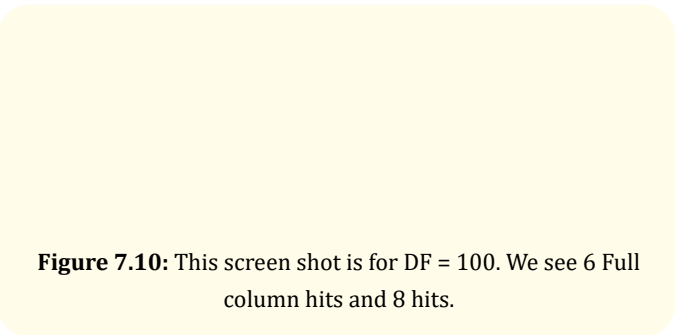 Figure 7.10: This screen shot is for DF = 100. We see 6 Full
column hits and 8 hits.